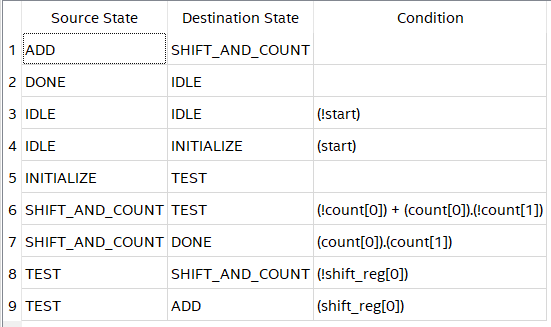 Source State Destination State Condition
1 ADD SHIFT_AND_COUNT
2 DONE IDLE
3 IDLE IDLE (!start)
4 IDLE INITIALIZE (start)
5 INITIALIZE TEST
6 SHIFT_AND_COUNT TEST (!count[0]) + (count[0]).(!count[1])
7 SHIFT_AND_COUNT DONE (count[0]).(count[1])
8 TEST SHIFT_AND_COUNT (!shift_reg[0])
9 TEST ADD (shift_reg[0])